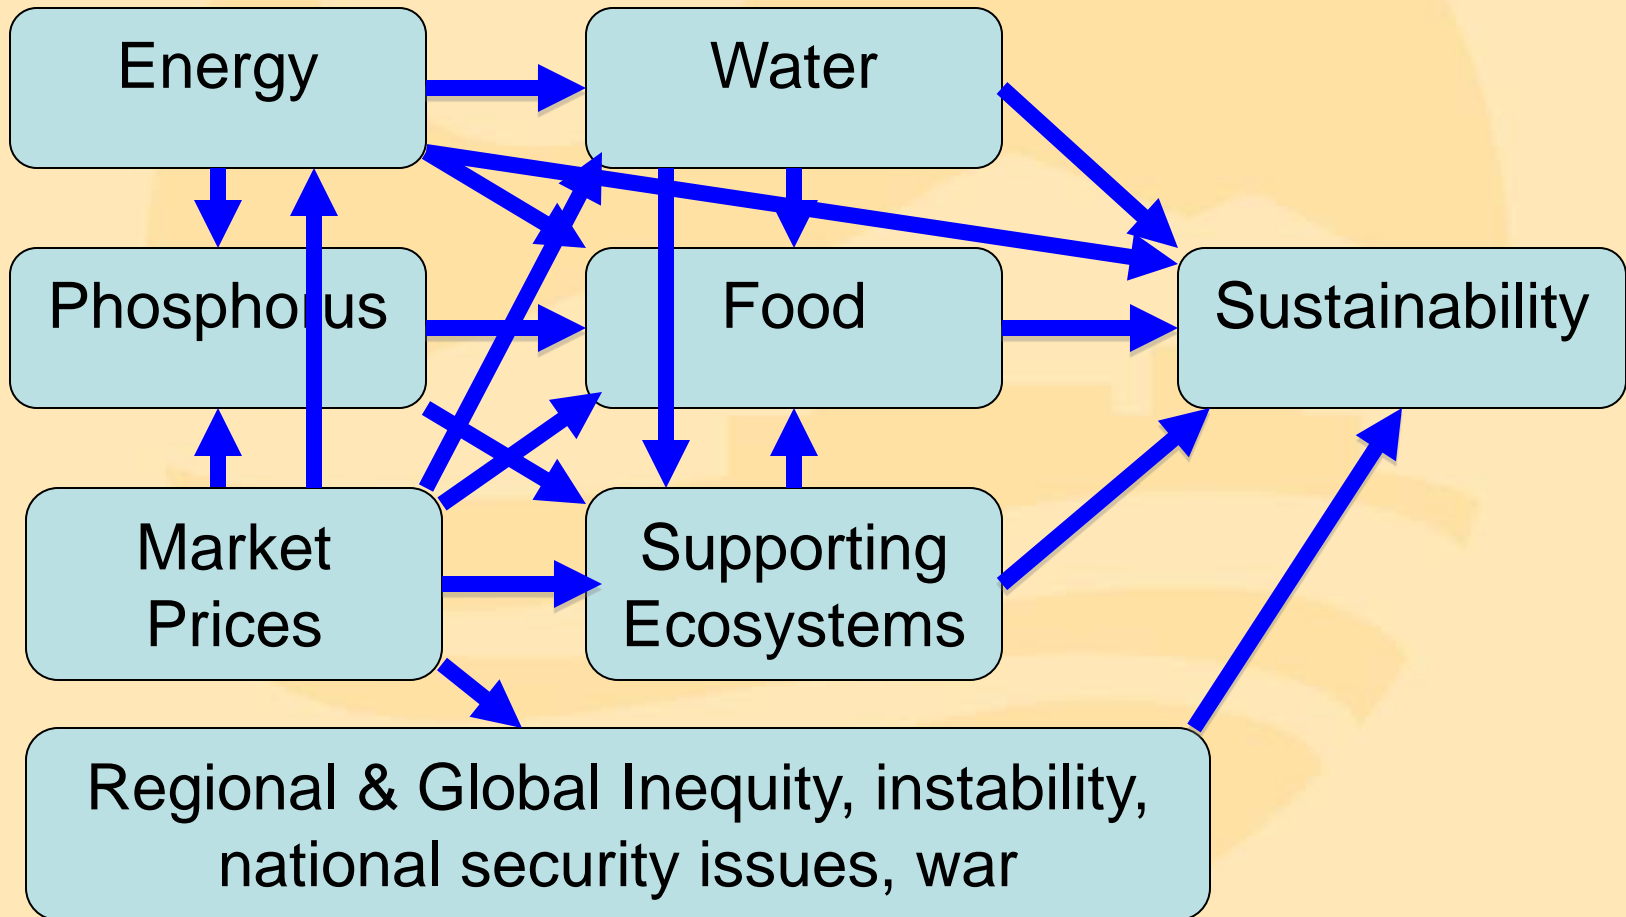 Energy
Water
Phosphorus
Food
Sustainability
Market
Prices
Supporting
Ecosystems
Regional & Global Inequity, instability,
national security issues, war